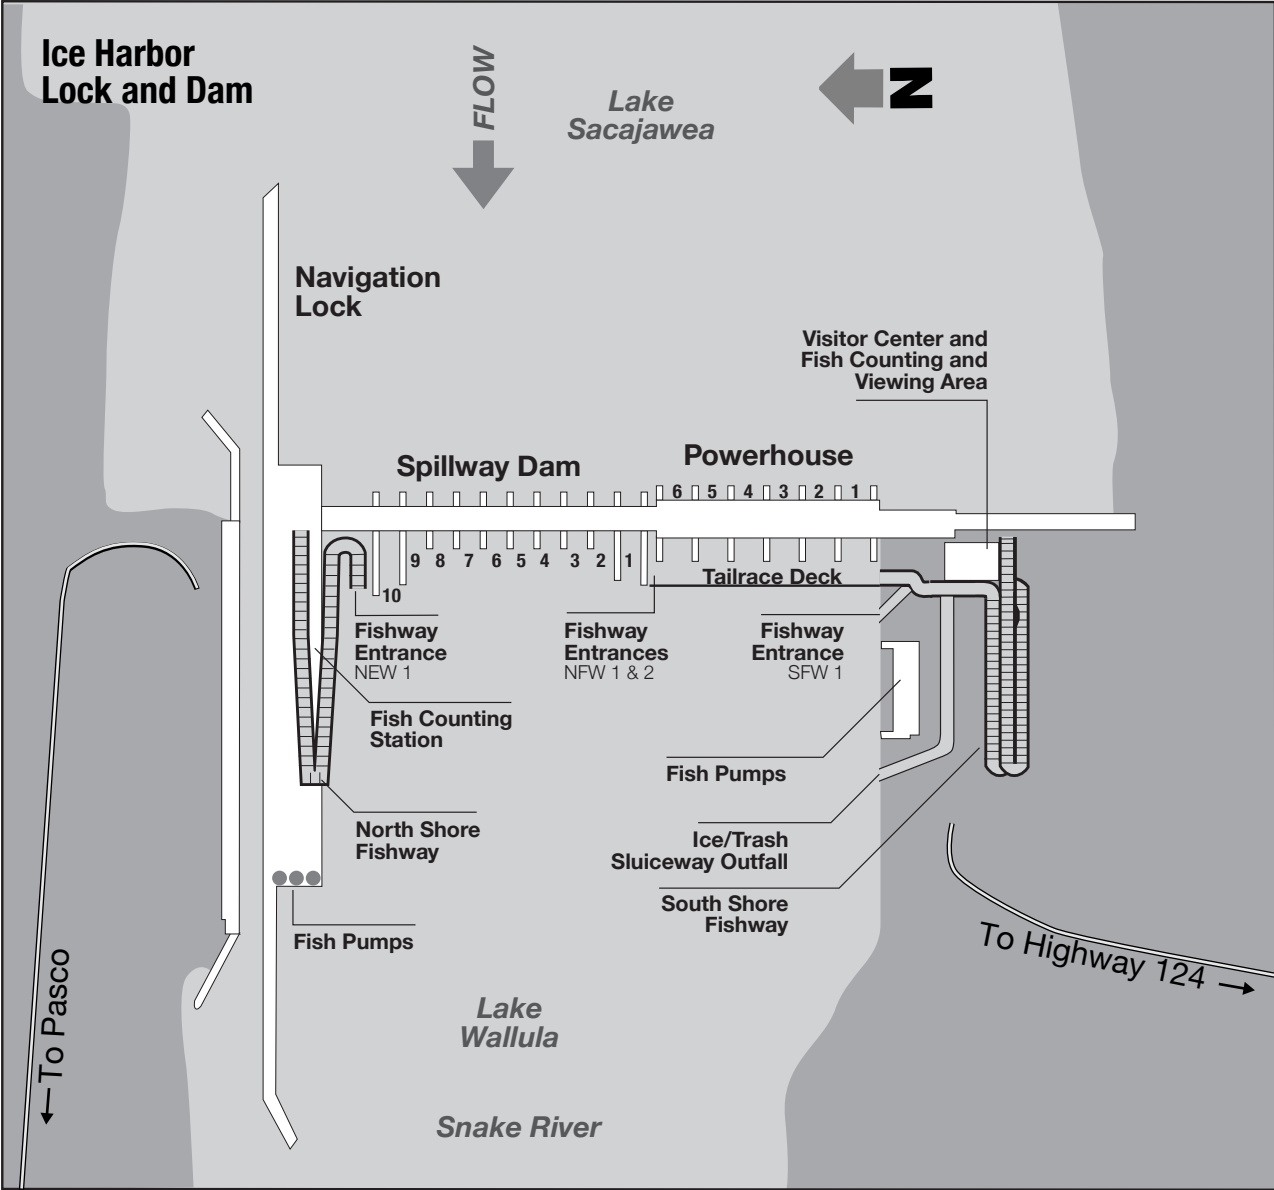 Ice Harbor
Lock and Dam
FLOW
Lake
Sacajawea
N
Navigation
Lock
Visitor Center and
Fish Counting and
Viewing Area
Spillway Dam
Powerhouse
6 5 4 3 2 1
9 8 7 6 5 4 3 2 1
10
Tailrace Deck
Fishway
Entrance
NEW 1
Fishway
Entrances
NFW 1 & 2
Fishway
Entrance
SFW 1
Fish Counting
Station
Fish Pumps
North Shore
Fishway
Ice/Trash
Sluiceway Outfall
South Shore
Fishway
Fish Pumps
To Highway 124
To Pasco
Lake
Wallula
Snake River